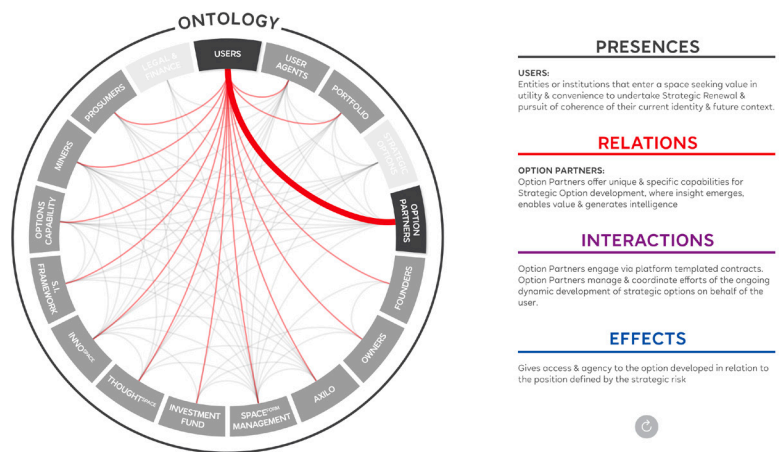 ONTOLOGY
USERS
USER
AGENTS
PORTFOLIO
STRATEGIC
OPTIONS
OPTION
PARTNERS
FOUNDERS
OWNERS
AXILO
SPACEFORM
MANAGEMENT
INVESTMENT
FUND
THOUGHTSPACE
INNOSPACE
S.I.
FRAMEWORK
OPTIONS
CAPABILITY
MINERS
PROSUMERS
LEGAL &
FINANCE
PRESENCES
USERS:
Entities or institutions that enter a space seeking value in
utility & convenience to undertake Strategic Renewal &
pursuit of coherence of their current identity & future context.
RELATIONS
OPTION PARTNERS:
Option Partners offer unique & specific capabilities for
Strategic Option development, where insight emerges,
enables value & generates intelligence
INTERACTIONS
Option Partners engage via platform templated contracts.
Option Partners manage & coordinate efforts of the ongoing
dynamic development of strategic options on behalf of the
user.
EFFECTS
Gives access & agency to the option developed in relation to
the position defined by the strategic risk